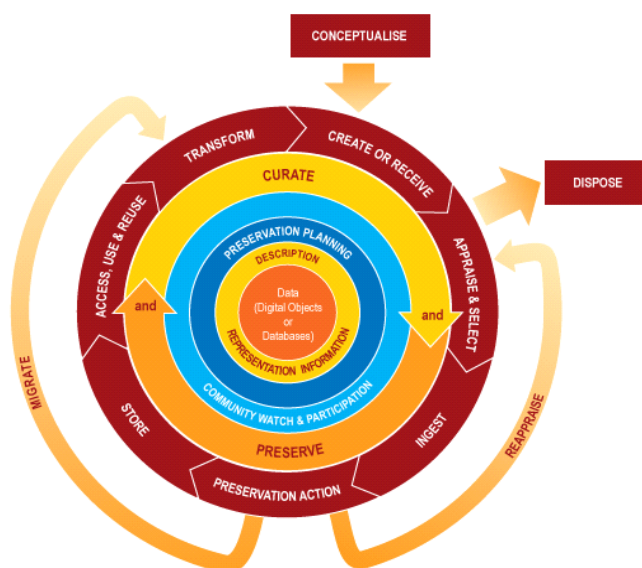 CONCEPTUALISE
TRANSFORM
CREATE OR RECEIVE
DISPOSE
CURATE
ACCESS, USE & REUSE
APPRAISE & SELECT
PRESERVATION PLANNING
DESCRIPTION
Data
(Digital Objects
or
Databases)
and
and
REPRESENTATION INFORMATION
COMMUNITY WATCH & PARTICIPATION
MIGRATE
STORE
INGEST
REAPPRAISE
PRESERVE
PRESERVATION ACTION